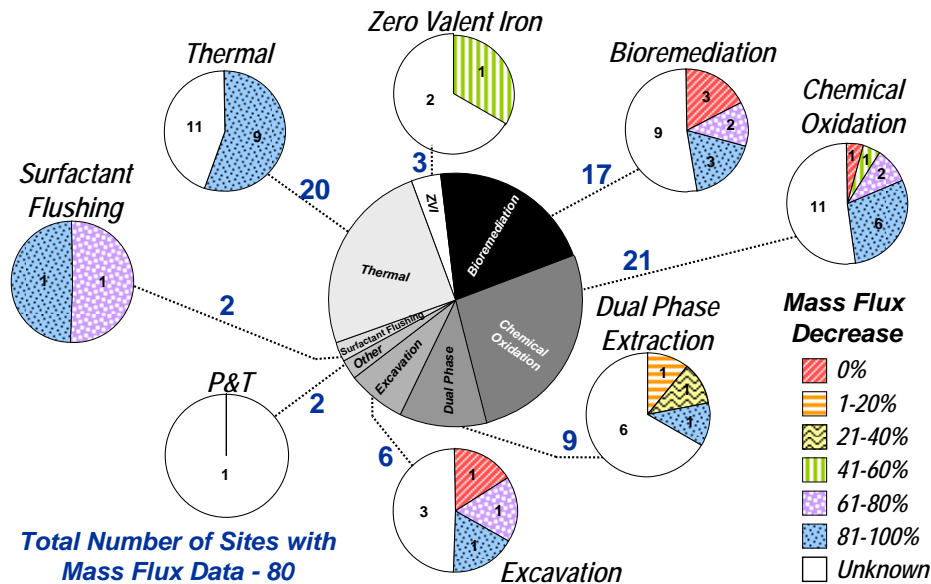 Zero Valent Iron
1
2
3
Thermal
11
9
20
Bioremediation
3
2
3
9
17
Chemical
Oxidation
1
1
2
6
11
21
Surfactant
Flushing
1
1
2
ZVI
Bioremediation
Thermal
Chemical
Oxidation
Surfactant Flushing
Other
Excavation
Dual Phase
P&T
1
2
Dual Phase
Extraction
1
1
1
6
9
6
1
1
1
3
Excavation
Mass Flux
Decrease
0%
1-20%
21-40%
41-60%
61-80%
81-100%
Unknown
Total Number of Sites with
Mass Flux Data - 80